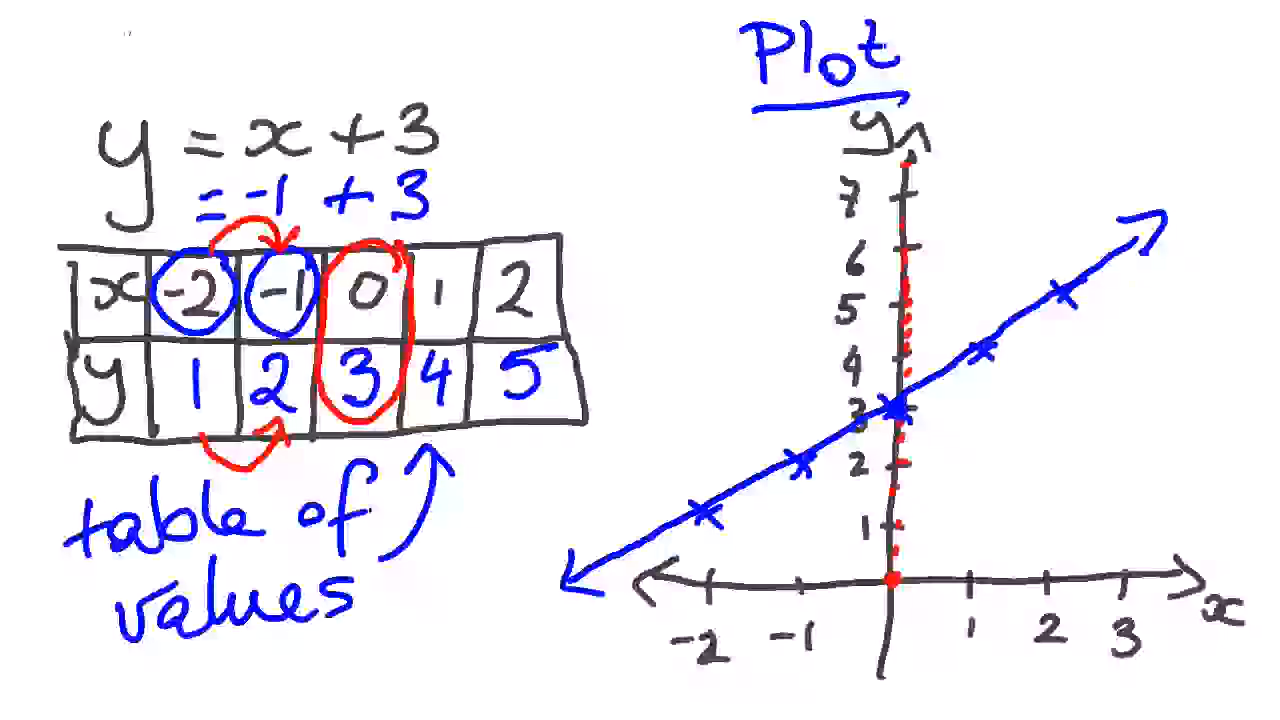 Plot
y = x + 3
= -1 + 3
x -2 -1 0 1 2
y 1 2 3 4 5
table of
values
y
7
6
5
4
3
2
1
-2 -1 1 2 3 x